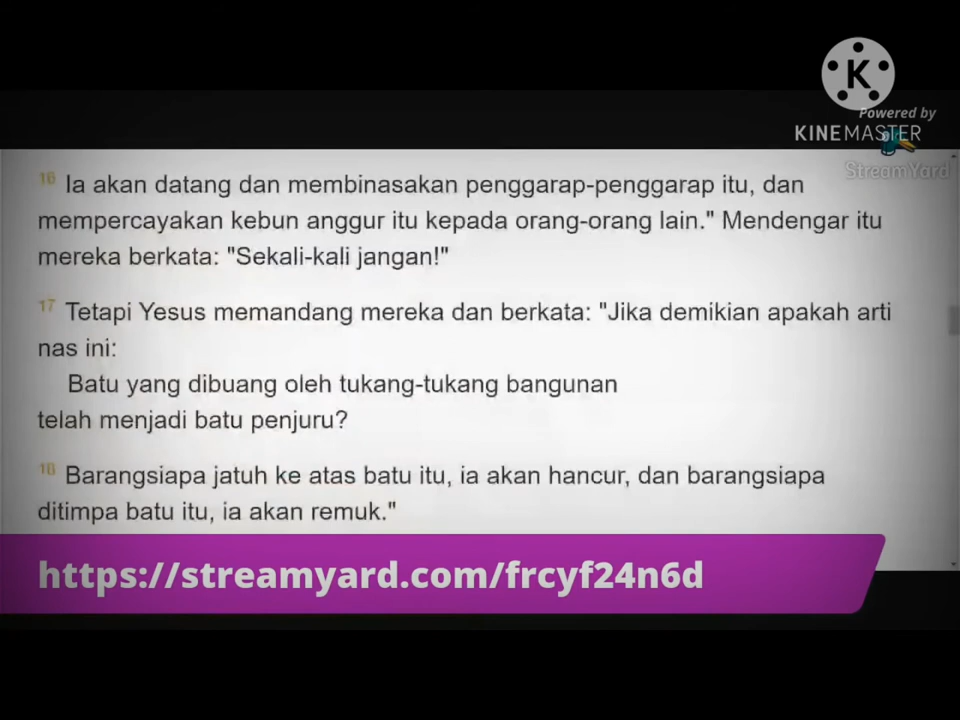 K
Powered by
KINEMASTER
StreamYard
16 Ia akan datang dan membinasakan penggarap-penggarap itu, dan
mempercayakan kebun anggur itu kepada orang-orang lain." Mendengar itu
mereka berkata: "Sekali-kali jangan!"
17 Tetapi Yesus memandang mereka dan berkata: "Jika demikian apakah arti
nas ini:
Batu yang dibuang oleh tukang-tukang bangunan
telah menjadi batu penjuru?
18 Barangsiapa jatuh ke atas batu itu, ia akan hancur, dan barangsiapa
ditimpa batu itu, ia akan remuk."
https://streamyard.com/frcyf24n6d